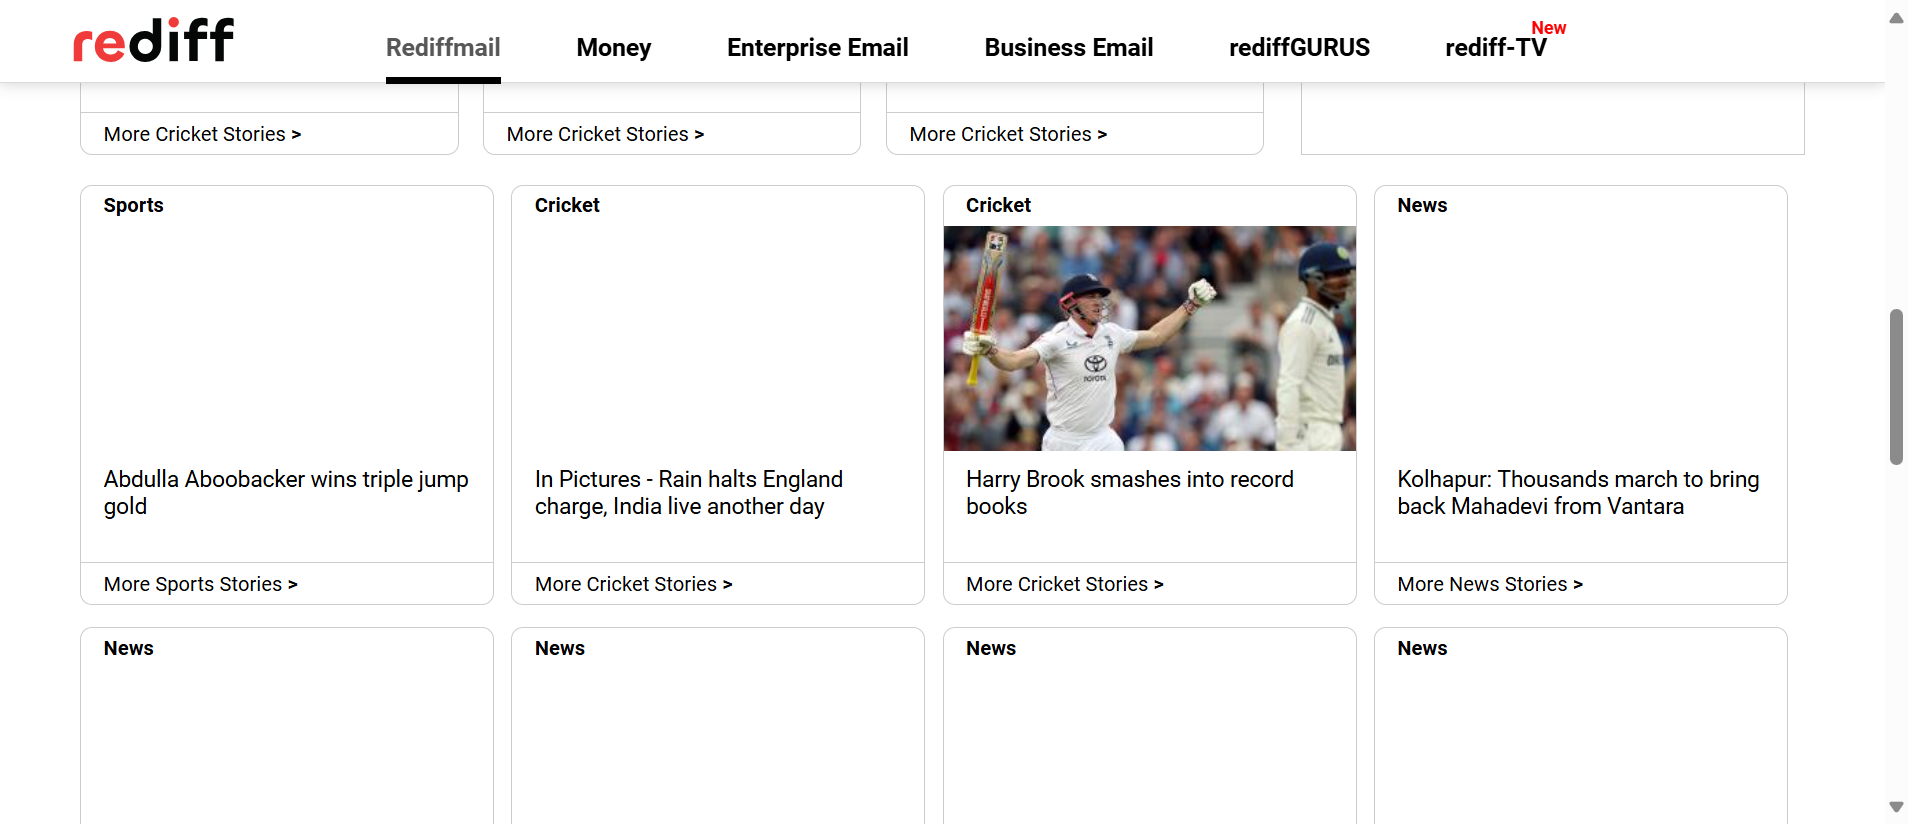 rediff
Rediffmail
Money
Enterprise Email
Business Email
rediffGURUS
rediff-TV
New
More Cricket Stories >
More Cricket Stories >
More Cricket Stories >
Sports
Abdulla Aboobacker wins triple jump
gold
More Sports Stories >
Cricket
In Pictures - Rain halts England
charge, India live another day
More Cricket Stories >
Cricket
TOYOTA
Harry Brook smashes into record
books
More Cricket Stories >
News
Kolhapur: Thousands march to bring
back Mahadevi from Vantara
More News Stories >
News
News
News
News